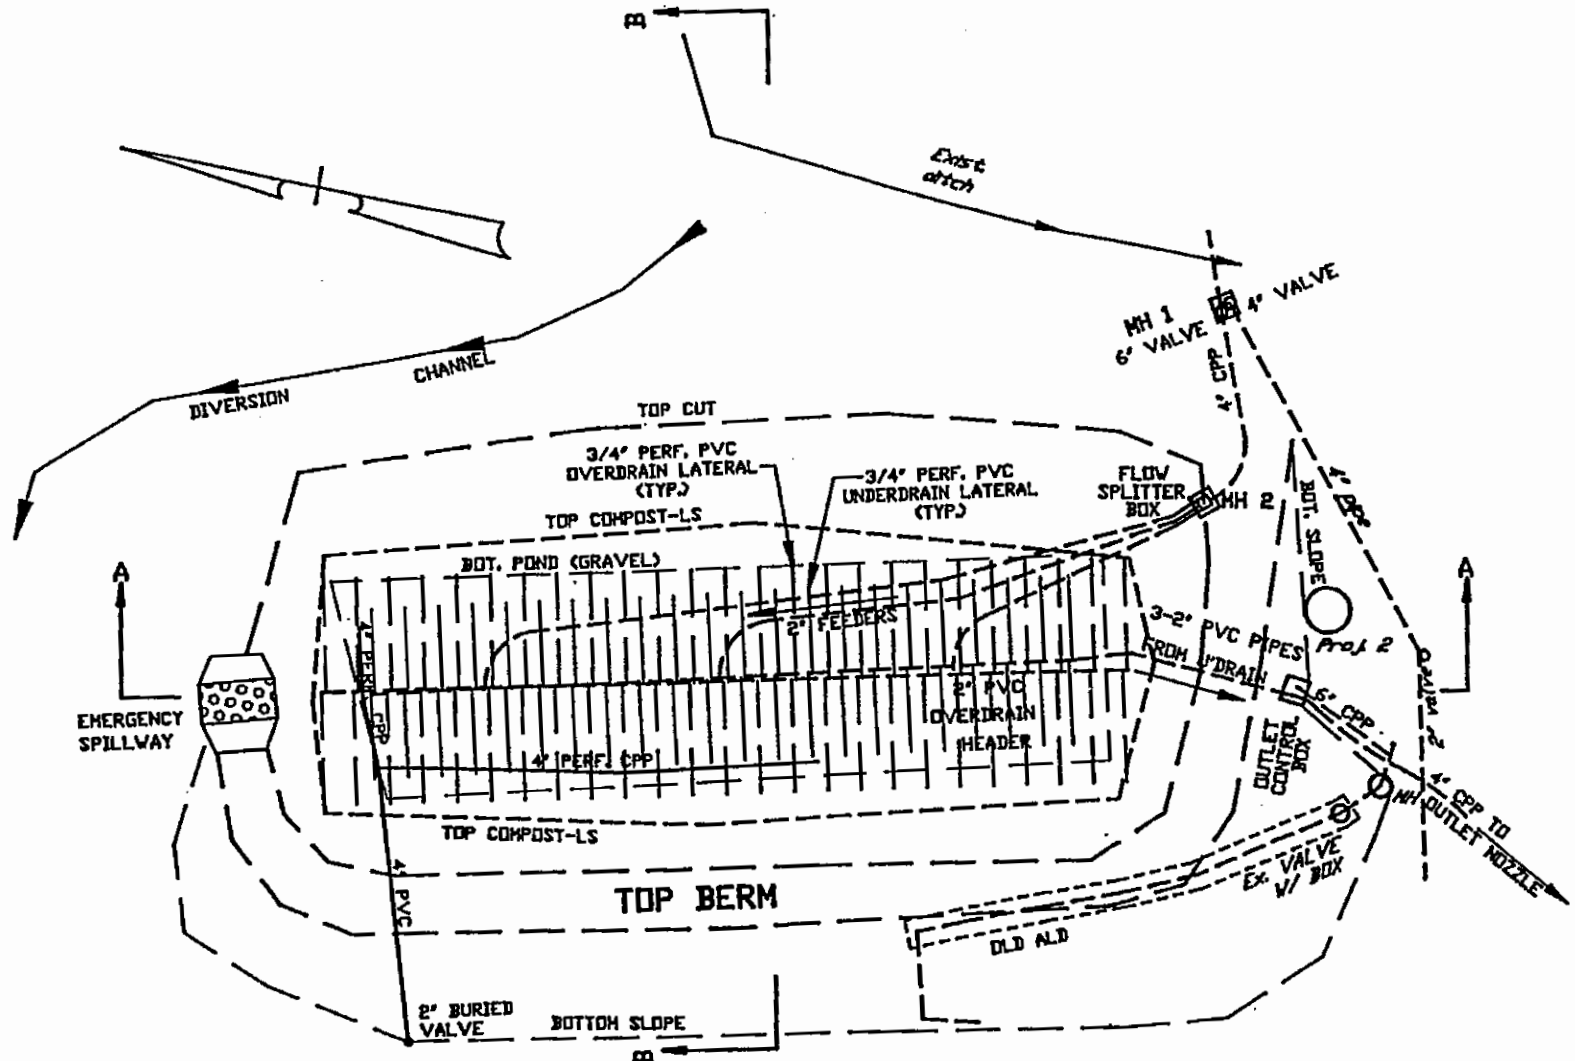 B
Exist.
ditch
MH 1
6" VALVE
4" VALVE
4" CPP
DIVERSION
CHANNEL
TOP CUT
3/4" PERF. PVC
OVERDRAIN LATERAL
(TYP.)
3/4" PERF. PVC
UNDERDRAIN LATERAL
(TYP.)
FLOW
SPLITTER
BOX
MH 2
TOP COMPOST-LS
BOT. POND (GRAVEL)
BOT. SLOPE
A
A
2" FEEDERS
3-2" PVC PIPES
FROM U'DRAIN
Proj. 2
4" PERF.
CPP
2" PVC
OVERDRAIN
HEADER
6" CPP
EMERGENCY
SPILLWAY
4" PERF. CPP
OUTLET
CONTROL
BOX
MH
4" CPP TO
OUTLET NOZZLE
TOP COMPOST-LS
EX. VALVE
W/ BOX
4" PVC
TOP BERM
OLD ALD
2" BURIED
VALVE
BOTTOM SLOPE
B